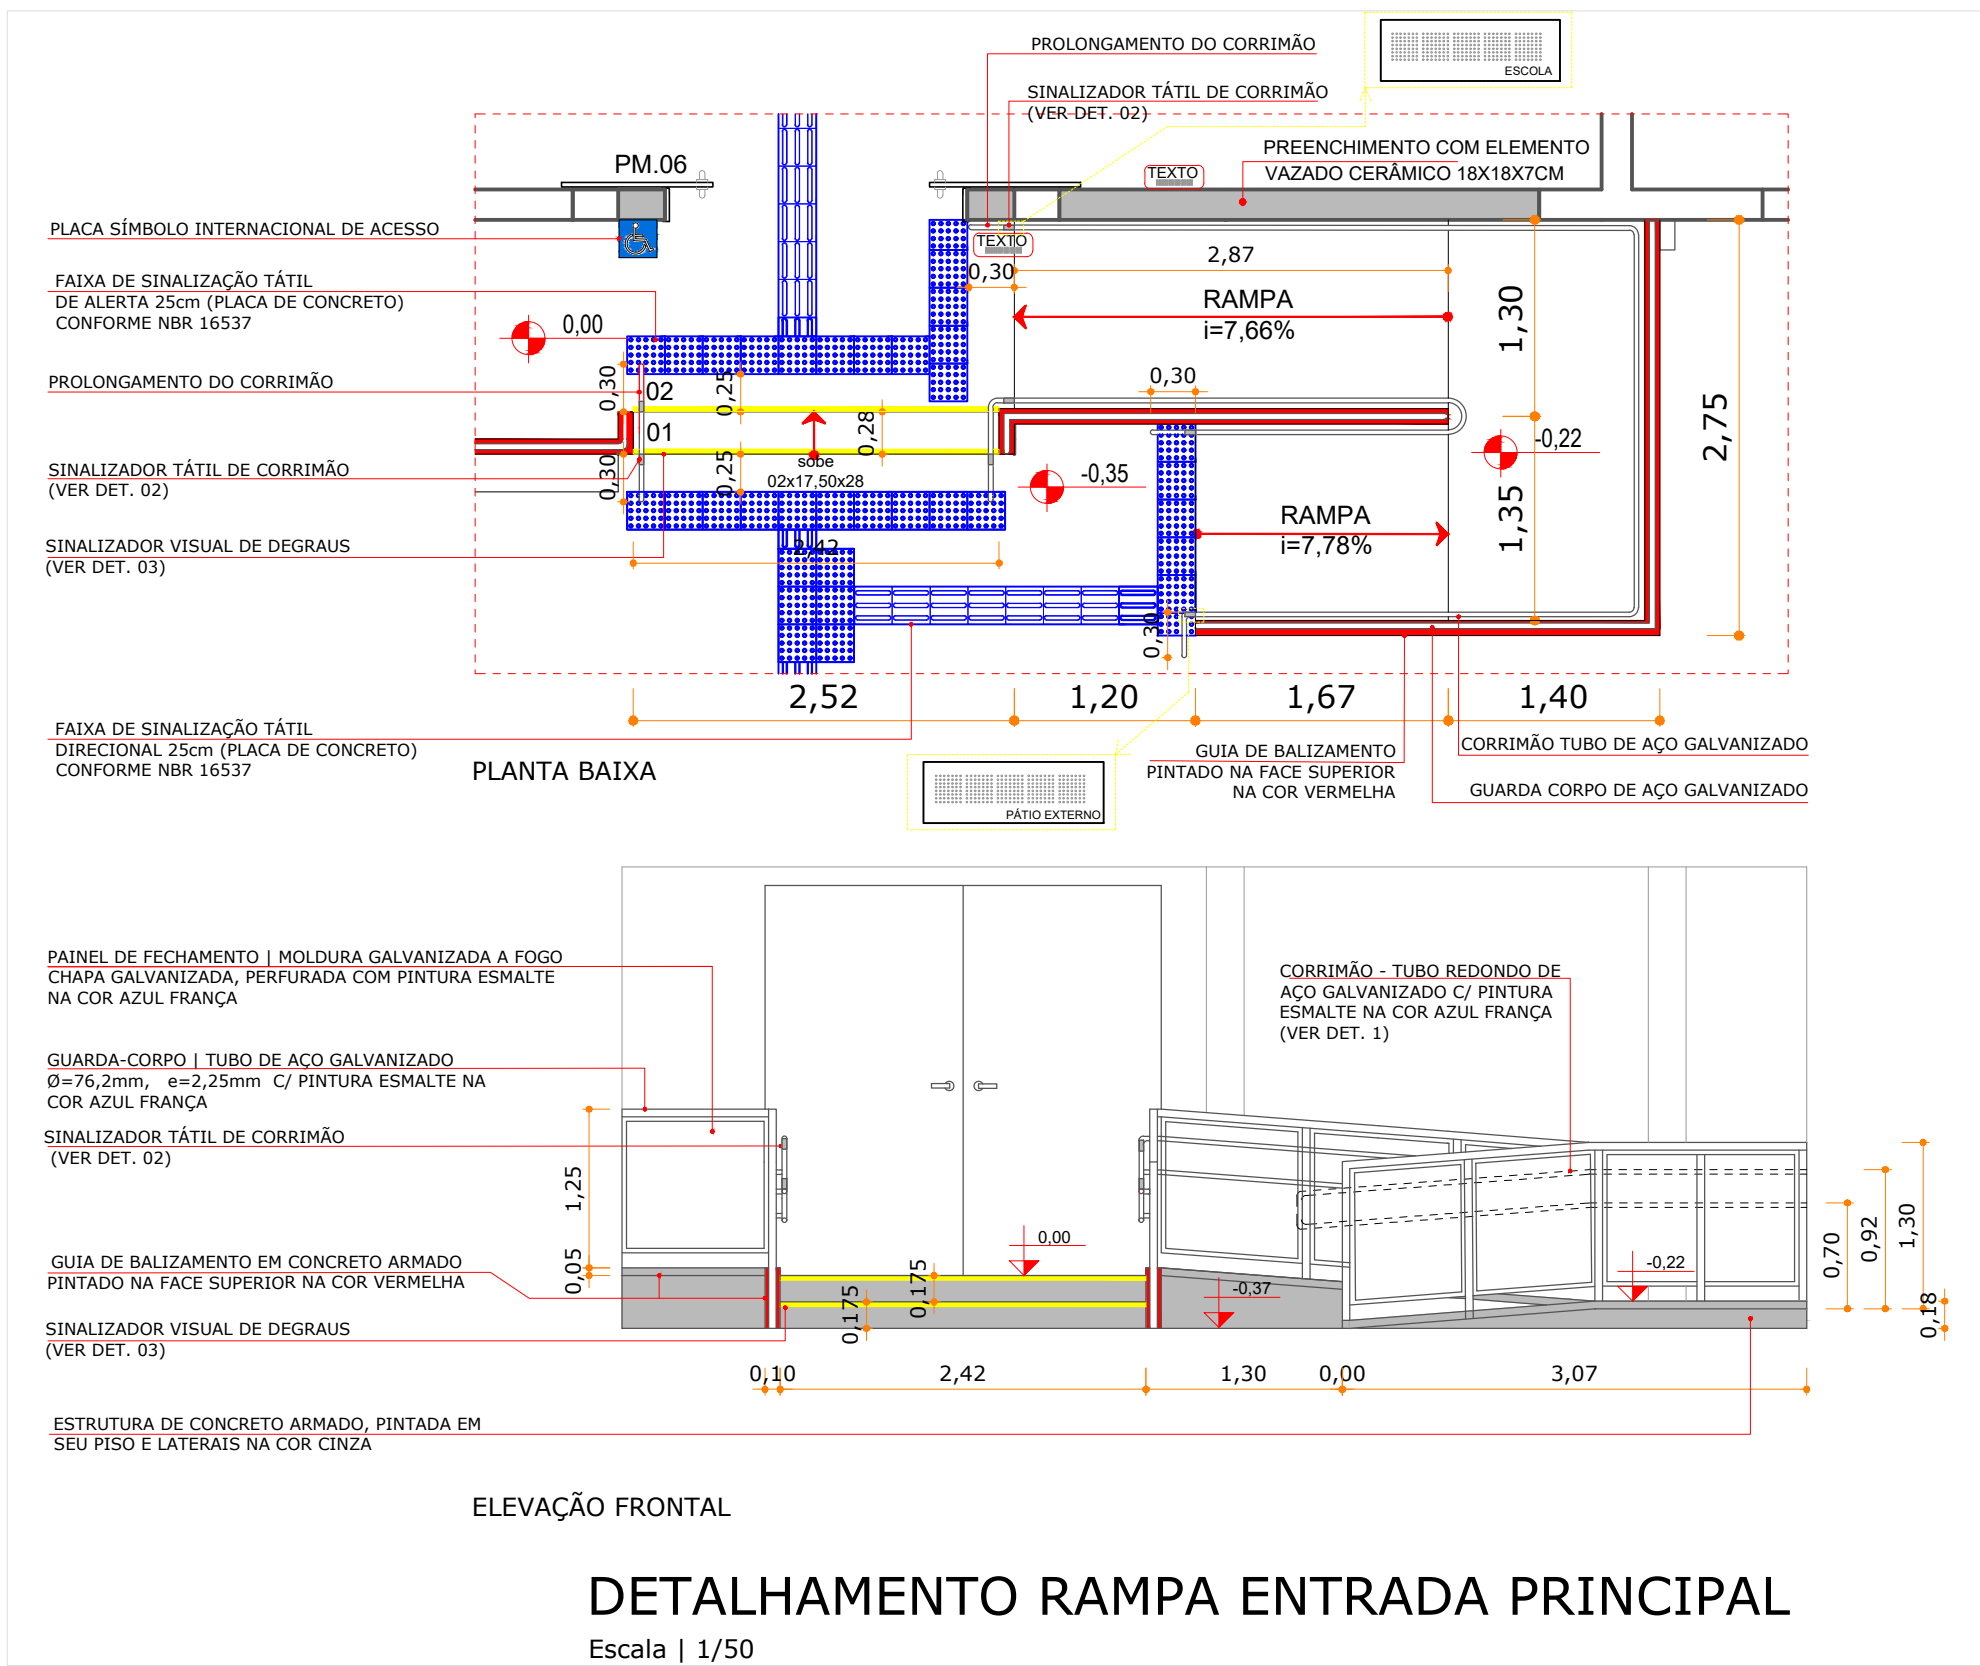 PROLONGAMENTO DO CORRIMÃO
ESCOLA
SINALIZADOR TÁTIL DE CORRIMÃO
(VER DET. 02)
PM.06
TEXTO
PREENCHIMENTO COM ELEMENTO
VAZADO CERÂMICO 18X18X7CM
PLACA SÍMBOLO INTERNACIONAL DE ACESSO
TEXTO
2,87
0,30
FAIXA DE SINALIZAÇÃO TÁTIL
DE ALERTA 25cm (PLACA DE CONCRETO)
CONFORME NBR 16537
0,00
RAMPA
i=7,66%
1,30
PROLONGAMENTO DO CORRIMÃO
0,30
02
0,25
0,30
01
0,28
2,75
-0,22
SINALIZADOR TÁTIL DE CORRIMÃO
(VER DET. 02)
0,30
0,25
sobe
02x17,50x28
-0,35
RAMPA
i=7,78%
1,35
SINALIZADOR VISUAL DE DEGRAUS
(VER DET. 03)
2,42
0,30
2,52
1,20
1,67
1,40
FAIXA DE SINALIZAÇÃO TÁTIL
DIRECIONAL 25cm (PLACA DE CONCRETO)
CONFORME NBR 16537
PLANTA BAIXA
GUIA DE BALIZAMENTO
PINTADO NA FACE SUPERIOR
NA COR VERMELHA
CORRIMÃO TUBO DE AÇO GALVANIZADO
GUARDA CORPO DE AÇO GALVANIZADO
PÁTIO EXTERNO
PAINEL DE FECHAMENTO | MOLDURA GALVANIZADA A FOGO
CHAPA GALVANIZADA, PERFURADA COM PINTURA ESMALTE
NA COR AZUL FRANÇA
CORRIMÃO - TUBO REDONDO DE
AÇO GALVANIZADO C/ PINTURA
ESMALTE NA COR AZUL FRANÇA
(VER DET. 1)
GUARDA-CORPO | TUBO DE AÇO GALVANIZADO
Ø=76,2mm, e=2,25mm C/ PINTURA ESMALTE NA
COR AZUL FRANÇA
SINALIZADOR TÁTIL DE CORRIMÃO
(VER DET. 02)
1,25
0,05
GUIA DE BALIZAMENTO EM CONCRETO ARMADO
PINTADO NA FACE SUPERIOR NA COR VERMELHA
0,00
-0,37
-0,22
0,70
0,92
1,30
0,18
0,175
0,175
SINALIZADOR VISUAL DE DEGRAUS
(VER DET. 03)
0,10
2,42
1,30
0,00
3,07
ESTRUTURA DE CONCRETO ARMADO, PINTADA EM
SEU PISO E LATERAIS NA COR CINZA
ELEVAÇÃO FRONTAL
DETALHAMENTO RAMPA ENTRADA PRINCIPAL
Escala | 1/50